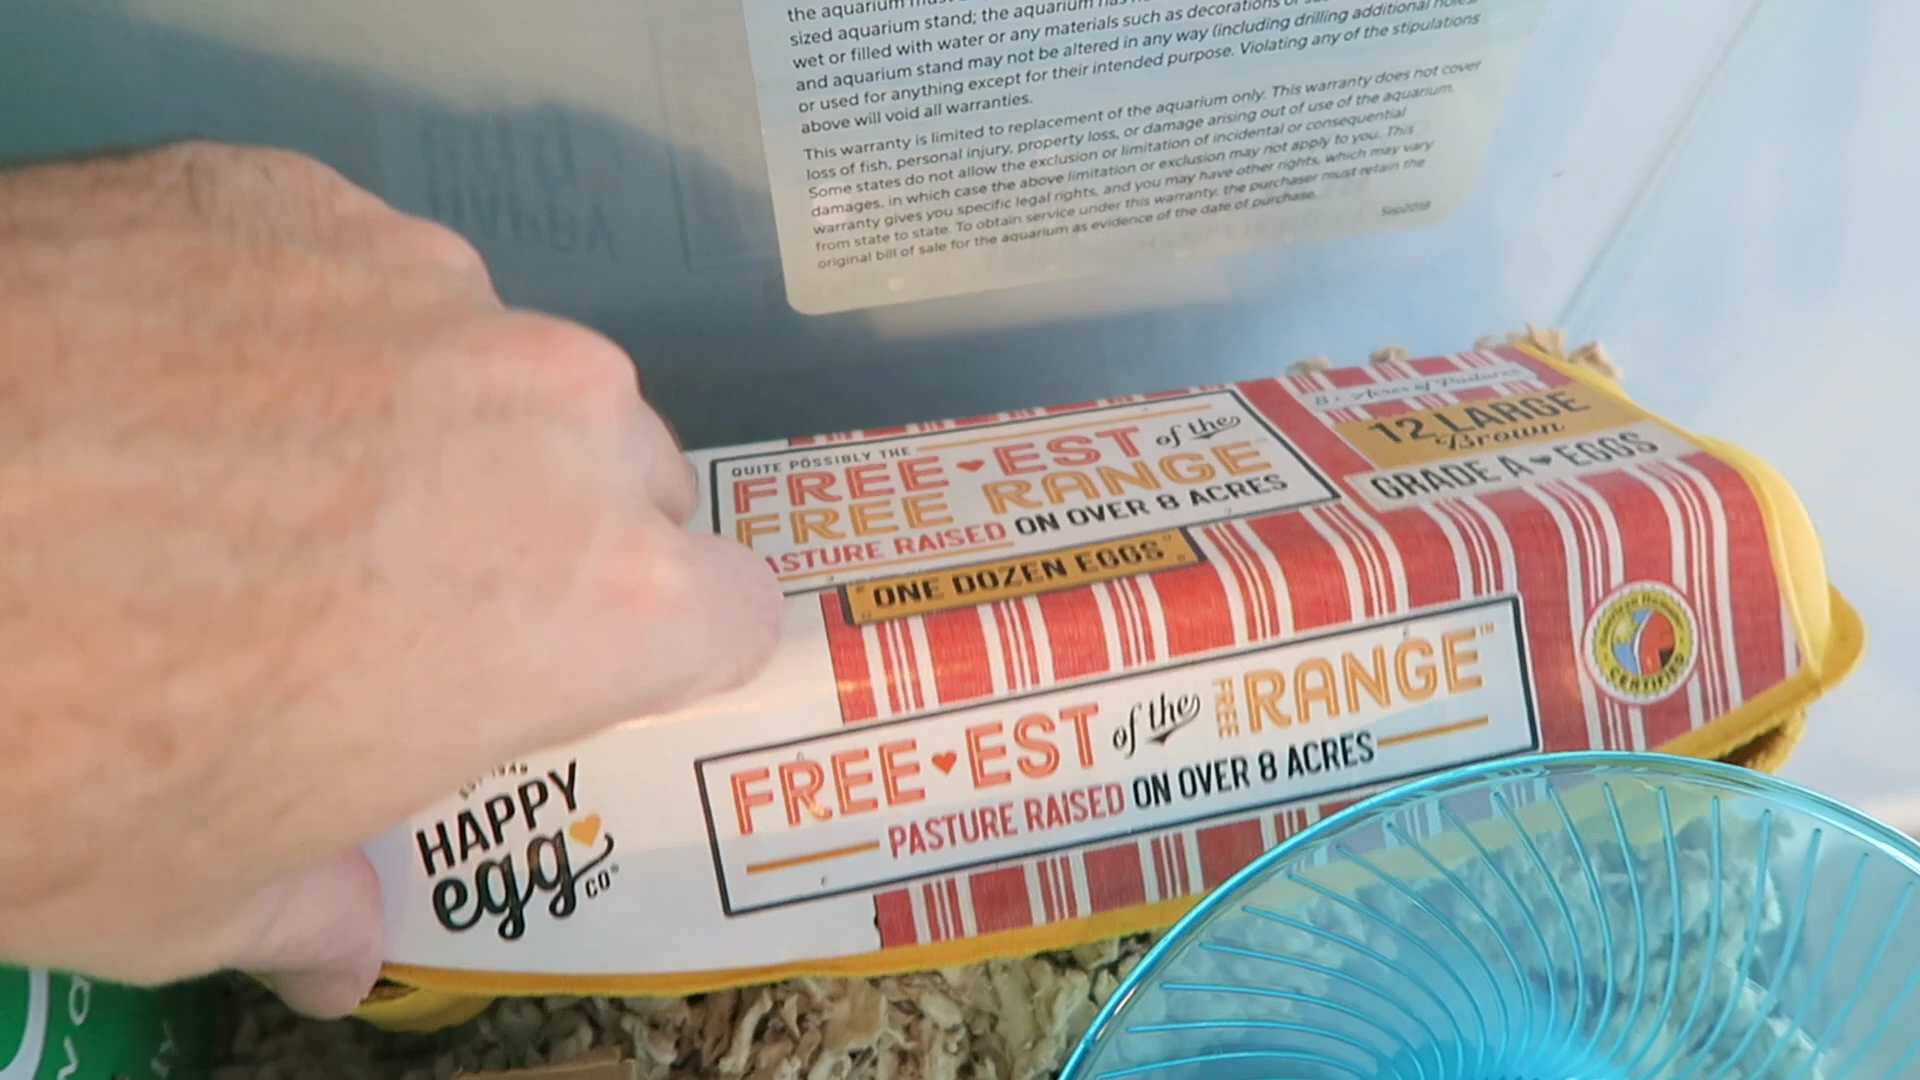 the aquarium
sized aquarium stand; the aquarium has
wet or filled with water or any materials such as decorations
and aquarium stand may not be altered in any way (including drilling additional holes
or used for anything except for their intended purpose. Violating any of the stipulations
above will void all warranties.
This warranty is limited to replacement of the aquarium only. This warranty does not cover
loss of fish, personal injury, property loss, or damage arising out of use of the aquarium.
Some states do not allow the exclusion or limitation of incidental or consequential
damages, in which case the above limitation or exclusion may not apply to you. This
warranty gives you specific legal rights, and you may have other rights, which may vary
from state to state. To obtain service under this warranty, the purchaser must retain the
original bill of sale for the aquarium as evidence of the date of purchase.
Sep2018
8+ Acres of Pastures
12 LARGE
Brown
GRADE A EGGS
QUITE POSSIBLY THE
FREE EST of the
FREE RANGE
ASTURE RAISED ON OVER 8 ACRES
ONE DOZEN EGGS
American Humane
CERTIFIED
FREE EST of the FREE RANGE™
PASTURE RAISED ON OVER 8 ACRES
HAPPY
egg
CO